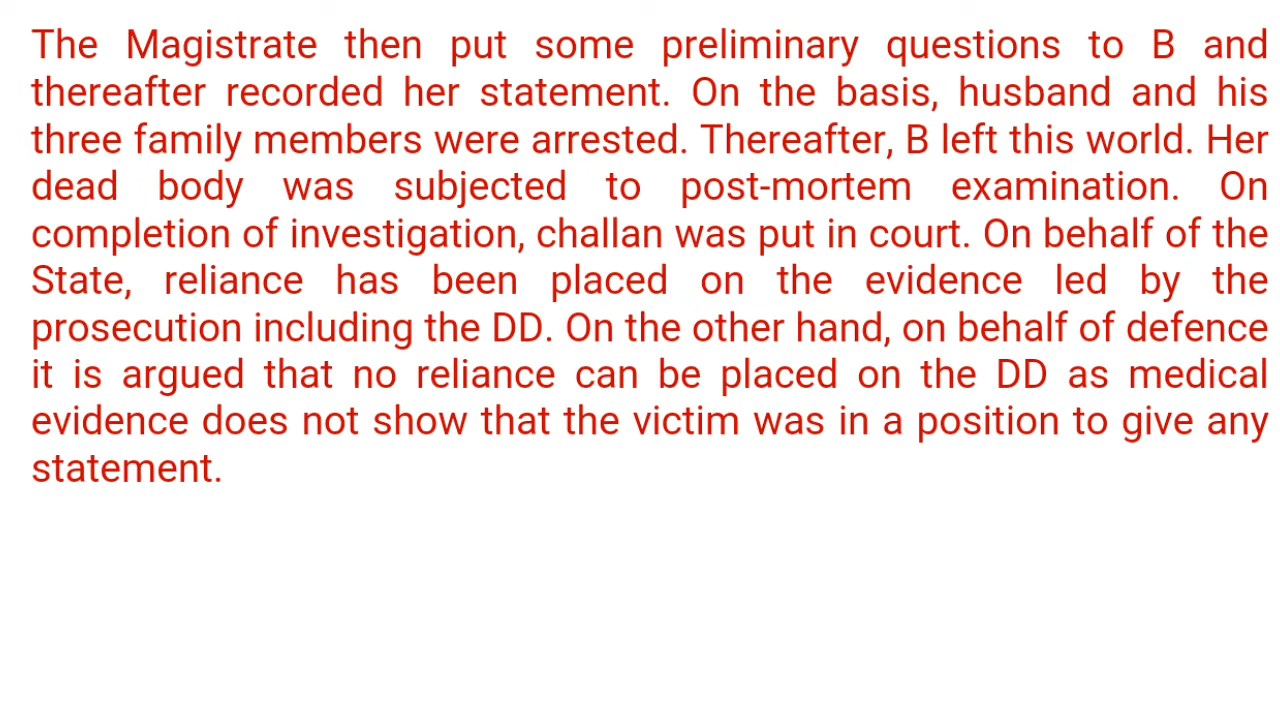 The Magistrate then put some preliminary questions to B and
thereafter recorded her statement. On the basis, husband and his
three family members were arrested. Thereafter, B left this world. Her
dead body was subjected to post-mortem examination. On
completion of investigation, challan was put in court. On behalf of the
State, reliance has been placed on the evidence led by the
prosecution including the DD. On the other hand, on behalf of defence
it is argued that no reliance can be placed on the DD as medical
evidence does not show that the victim was in a position to give any
statement.